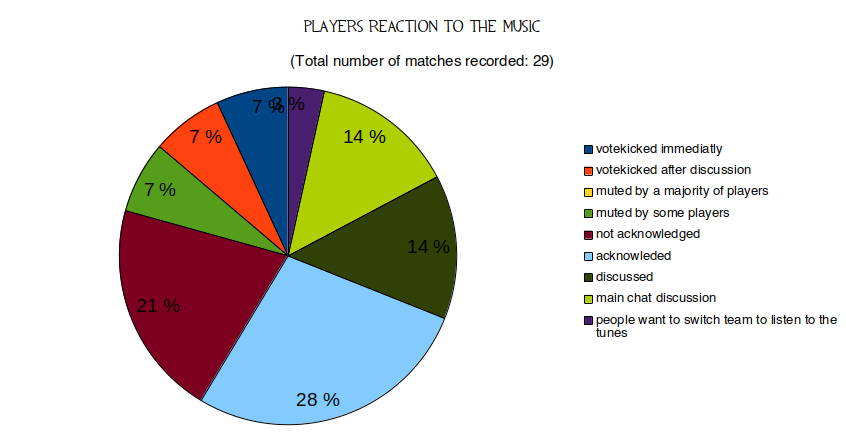 PLAYERS REACTION TO THE MUSIC
(Total number of matches recorded: 29)
7 %
3 %
14 %
7 %
7 %
14 %
21 %
28 %
votekicked immediatly
votekicked after discussion
muted by a majority of players
muted by some players
not acknowledged
acknowleded
discussed
main chat discussion
people want to switch team to listen to the
tunes